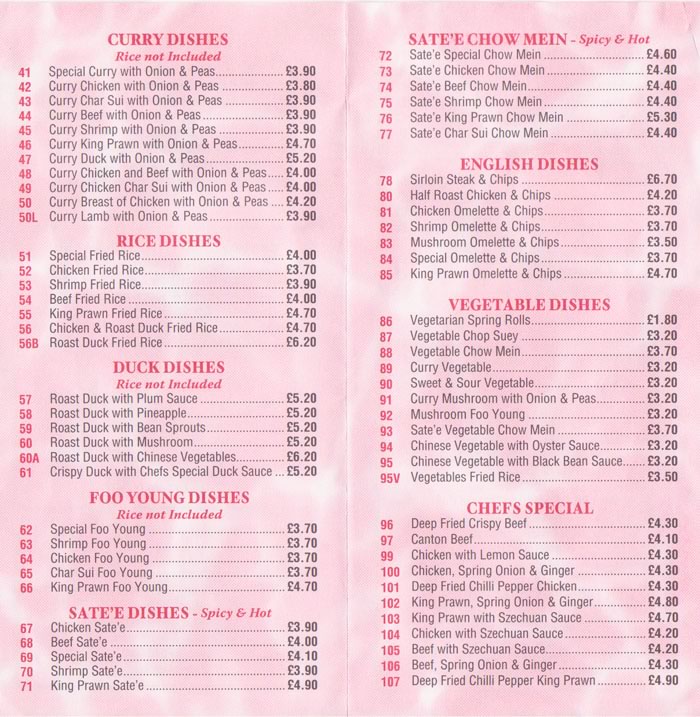 CURRY DISHES
Rice not Included
41 Special Curry with Onion & Peas £3.90
42 Curry Chicken with Onion & Peas £3.80
43 Curry Char Sui with Onion & Peas £3.90
44 Curry Beef with Onion & Peas £3.90
45 Curry Shrimp with Onion & Peas £3.90
46 Curry King Prawn with Onion & Peas £4.70
47 Curry Duck with Onion & Peas £5.20
48 Curry Chicken and Beef with Onion & Peas £4.00
49 Curry Chicken Char Sui with Onion & Peas £4.00
50 Curry Breast of Chicken with Onion & Peas £4.20
50L Curry Lamb with Onion & Peas £3.90
RICE DISHES
51 Special Fried Rice £4.00
52 Chicken Fried Rice £3.70
53 Shrimp Fried Rice £3.90
54 Beef Fried Rice £4.00
55 King Prawn Fried Rice £4.70
56 Chicken & Roast Duck Fried Rice £4.70
56B Roast Duck Fried Rice £6.20
DUCK DISHES
Rice not Included
57 Roast Duck with Plum Sauce £5.20
58 Roast Duck with Pineapple £5.20
59 Roast Duck with Bean Sprouts £5.20
60 Roast Duck with Mushroom £5.20
60A Roast Duck with Chinese Vegetables £6.20
61 Crispy Duck with Chefs Special Duck Sauce £5.20
FOO YOUNG DISHES
Rice not Included
62 Special Foo Young £3.70
63 Shrimp Foo Young £3.70
64 Chicken Foo Young £3.70
65 Char Sui Foo Young £3.70
66 King Prawn Foo Young £4.70
SATE'E DISHES - Spicy & Hot
67 Chicken Sate'e £3.90
68 Beef Sate'e £4.00
69 Special Sate'e £4.10
70 Shrimp Sate'e £3.90
71 King Prawn Sate'e £4.90
SATE'E CHOW MEIN - Spicy & Hot
72 Sate'e Special Chow Mein £4.60
73 Sate'e Chicken Chow Mein £4.40
74 Sate'e Beef Chow Mein £4.40
75 Sate'e Shrimp Chow Mein £4.40
76 Sate'e King Prawn Chow Mein £5.30
77 Sate'e Char Sui Chow Mein £4.40
ENGLISH DISHES
78 Sirloin Steak & Chips £6.70
80 Half Roast Chicken & Chips £4.20
81 Chicken Omelette & Chips £3.70
82 Shrimp Omelette & Chips £3.70
83 Mushroom Omelette & Chips £3.50
84 Special Omelette & Chips £3.70
85 King Prawn Omelette & Chips £4.70
VEGETABLE DISHES
86 Vegetarian Spring Rolls £1.80
87 Vegetable Chop Suey £3.20
88 Vegetable Chow Mein £3.70
89 Curry Vegetable £3.20
90 Sweet & Sour Vegetable £3.20
91 Curry Mushroom with Onion & Peas £3.20
92 Mushroom Foo Young £3.20
93 Sate'e Vegetable Chow Mein £3.70
94 Chinese Vegetable with Oyster Sauce £3.20
95 Chinese Vegetable with Black Bean Sauce £3.20
95V Vegetables Fried Rice £3.50
CHEFS SPECIAL
96 Deep Fried Crispy Beef £4.30
97 Canton Beef £4.10
99 Chicken with Lemon Sauce £4.30
100 Chicken, Spring Onion & Ginger £4.30
101 Deep Fried Chilli Pepper Chicken £4.30
102 King Prawn, Spring Onion & Ginger £4.80
103 King Prawn with Szechuan Sauce £4.70
104 Chicken with Szechuan Sauce £4.20
105 Beef with Szechuan Sauce £4.20
106 Beef, Spring Onion & Ginger £4.30
107 Deep Fried Chilli Pepper King Prawn £4.90